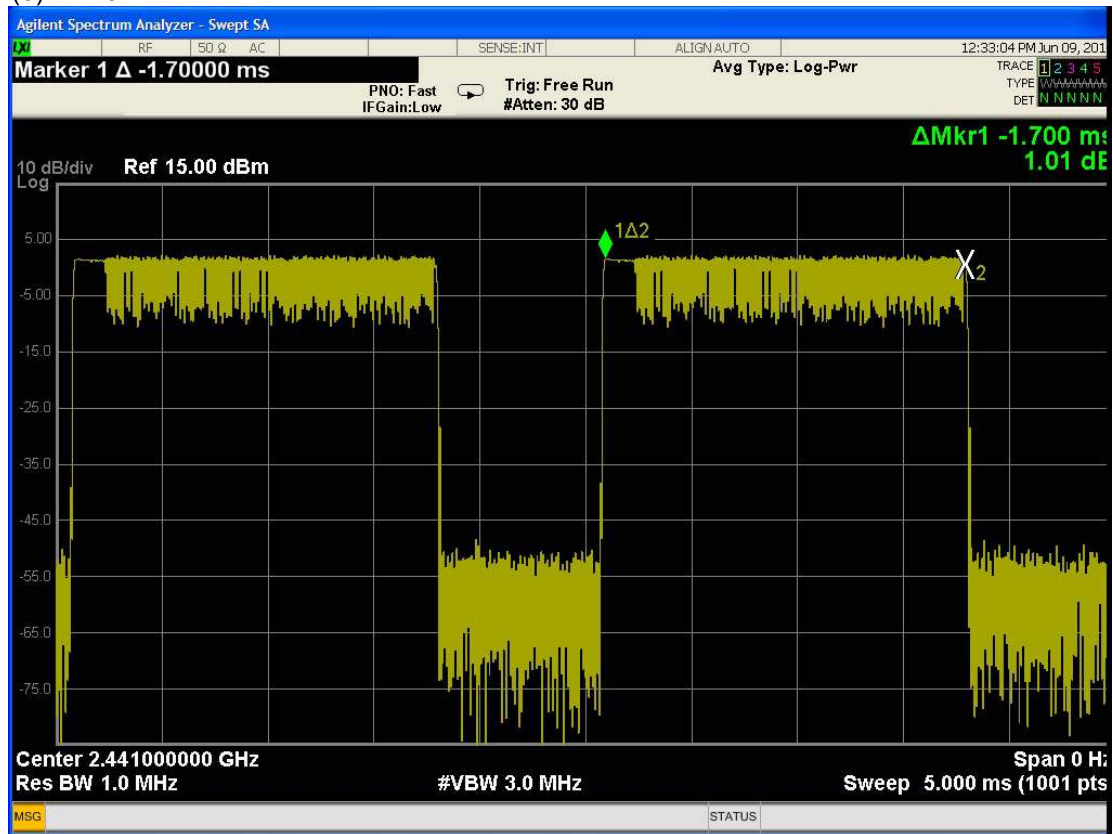 Agilent Spectrum Analyzer - Swept SA
LXI RF 50 Ω AC SENSE:INT ALIGN AUTO 12:33:04 PM Jun 09, 201
Marker 1 Δ -1.70000 ms
PNO: Fast
IFGain:Low
Trig: Free Run
#Atten: 30 dB
Avg Type: Log-Pwr
TRACE 1 2 3 4 5
TYPE
DET N N N N N
ΔMkr1 -1.700 ms
1.01 dB
10 dB/div Ref 15.00 dBm
Log
1Δ2
5.00
X2
-5.00
-15.0
-25.0
-35.0
-45.0
-55.0
-65.0
-75.0
Center 2.441000000 GHz Span 0 Hz
Res BW 1.0 MHz #VBW 3.0 MHz Sweep 5.000 ms (1001 pts
MSG STATUS